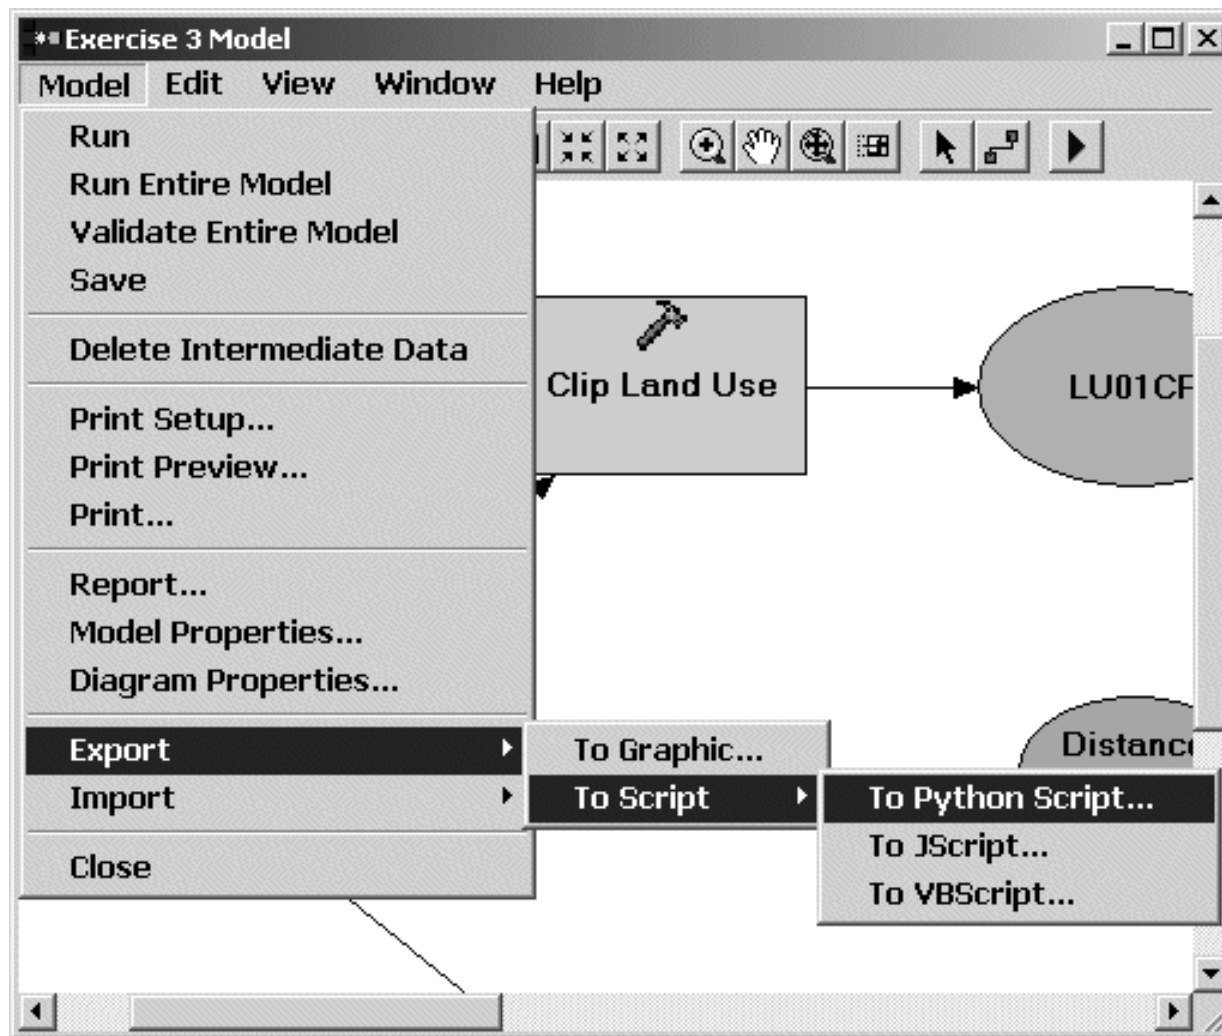 Exercise 3 Model
Model Edit View Window Help
Run
Run Entire Model
Validate Entire Model
Save
Delete Intermediate Data
Print Setup...
Print Preview...
Print...
Report...
Model Properties...
Diagram Properties...
Export
Import
Close
To Graphic...
To Script
To Python Script...
To JScript...
To VBScript...
Clip Land Use
LU01CF
Distanc